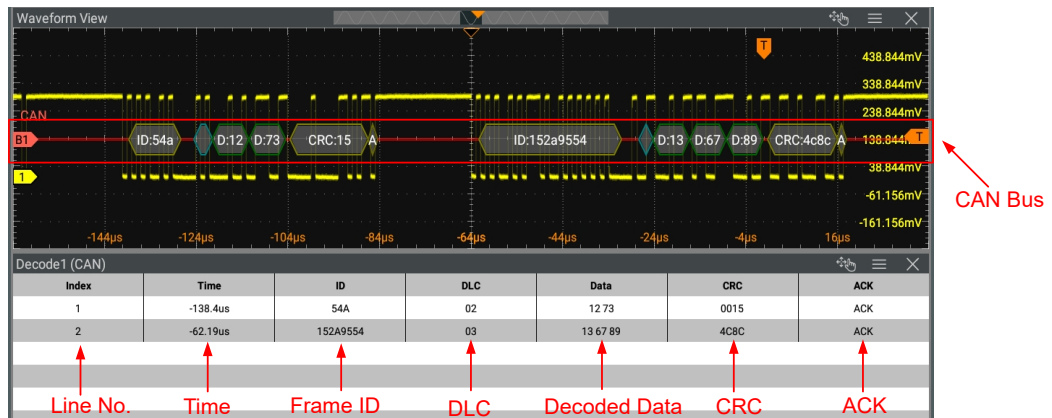 Waveform View
T
438.844mV
338.844mV
CAN
238.844mV
B1 ID:54a D:12 D:73 CRC:15 A ID:152a9554 D:13 D:67 D:89 CRC:4c8c A 138.844 T
CAN Bus
1
38.844mV
-61.156mV
-161.156mV
-144µs -124µs -104µs -84µs -64µs -44µs -24µs -4µs 16µs
Decode1 (CAN)
Index Time ID DLC Data CRC ACK
1 -138.4us 54A 02 12 73 0015 ACK
2 -62.19us 152A9554 03 13 67 89 4C8C ACK
Line No. Time Frame ID DLC Decoded Data CRC ACK